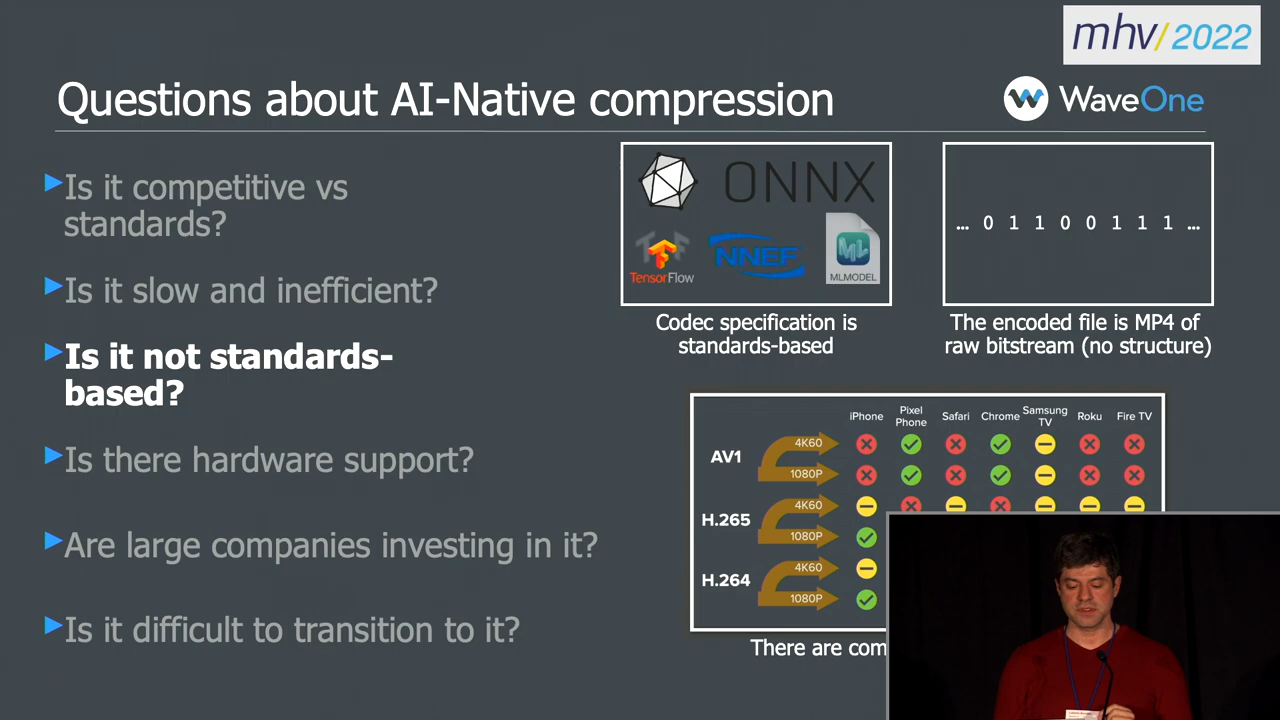 mhv/2022
Questions about AI-Native compression
WaveOne
Is it competitive vs
standards?
Is it slow and inefficient?
Is it not standards-
based?
Is there hardware support?
Are large companies investing in it?
Is it difficult to transition to it?
ONNX
TensorFlow
NNEF
ML
MLMODEL
Codec specification is
standards-based
... 0 1 1 0 0 1 1 1 ...
The encoded file is MP4 of
raw bitstream (no structure)
iPhone Pixel Phone Safari Chrome Samsung TV Roku Fire TV
AV1
4K60
1080P
H.265
4K60
1080P
H.264
4K60
1080P
There are com